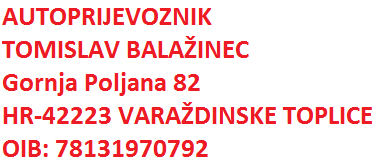 AUTOPRIJEVOZNIK
TOMISLAV BALAŽINEC
Gornja Poljana 82
HR-42223 VARAŽDINSKE TOPLICE
OIB: 78131970792